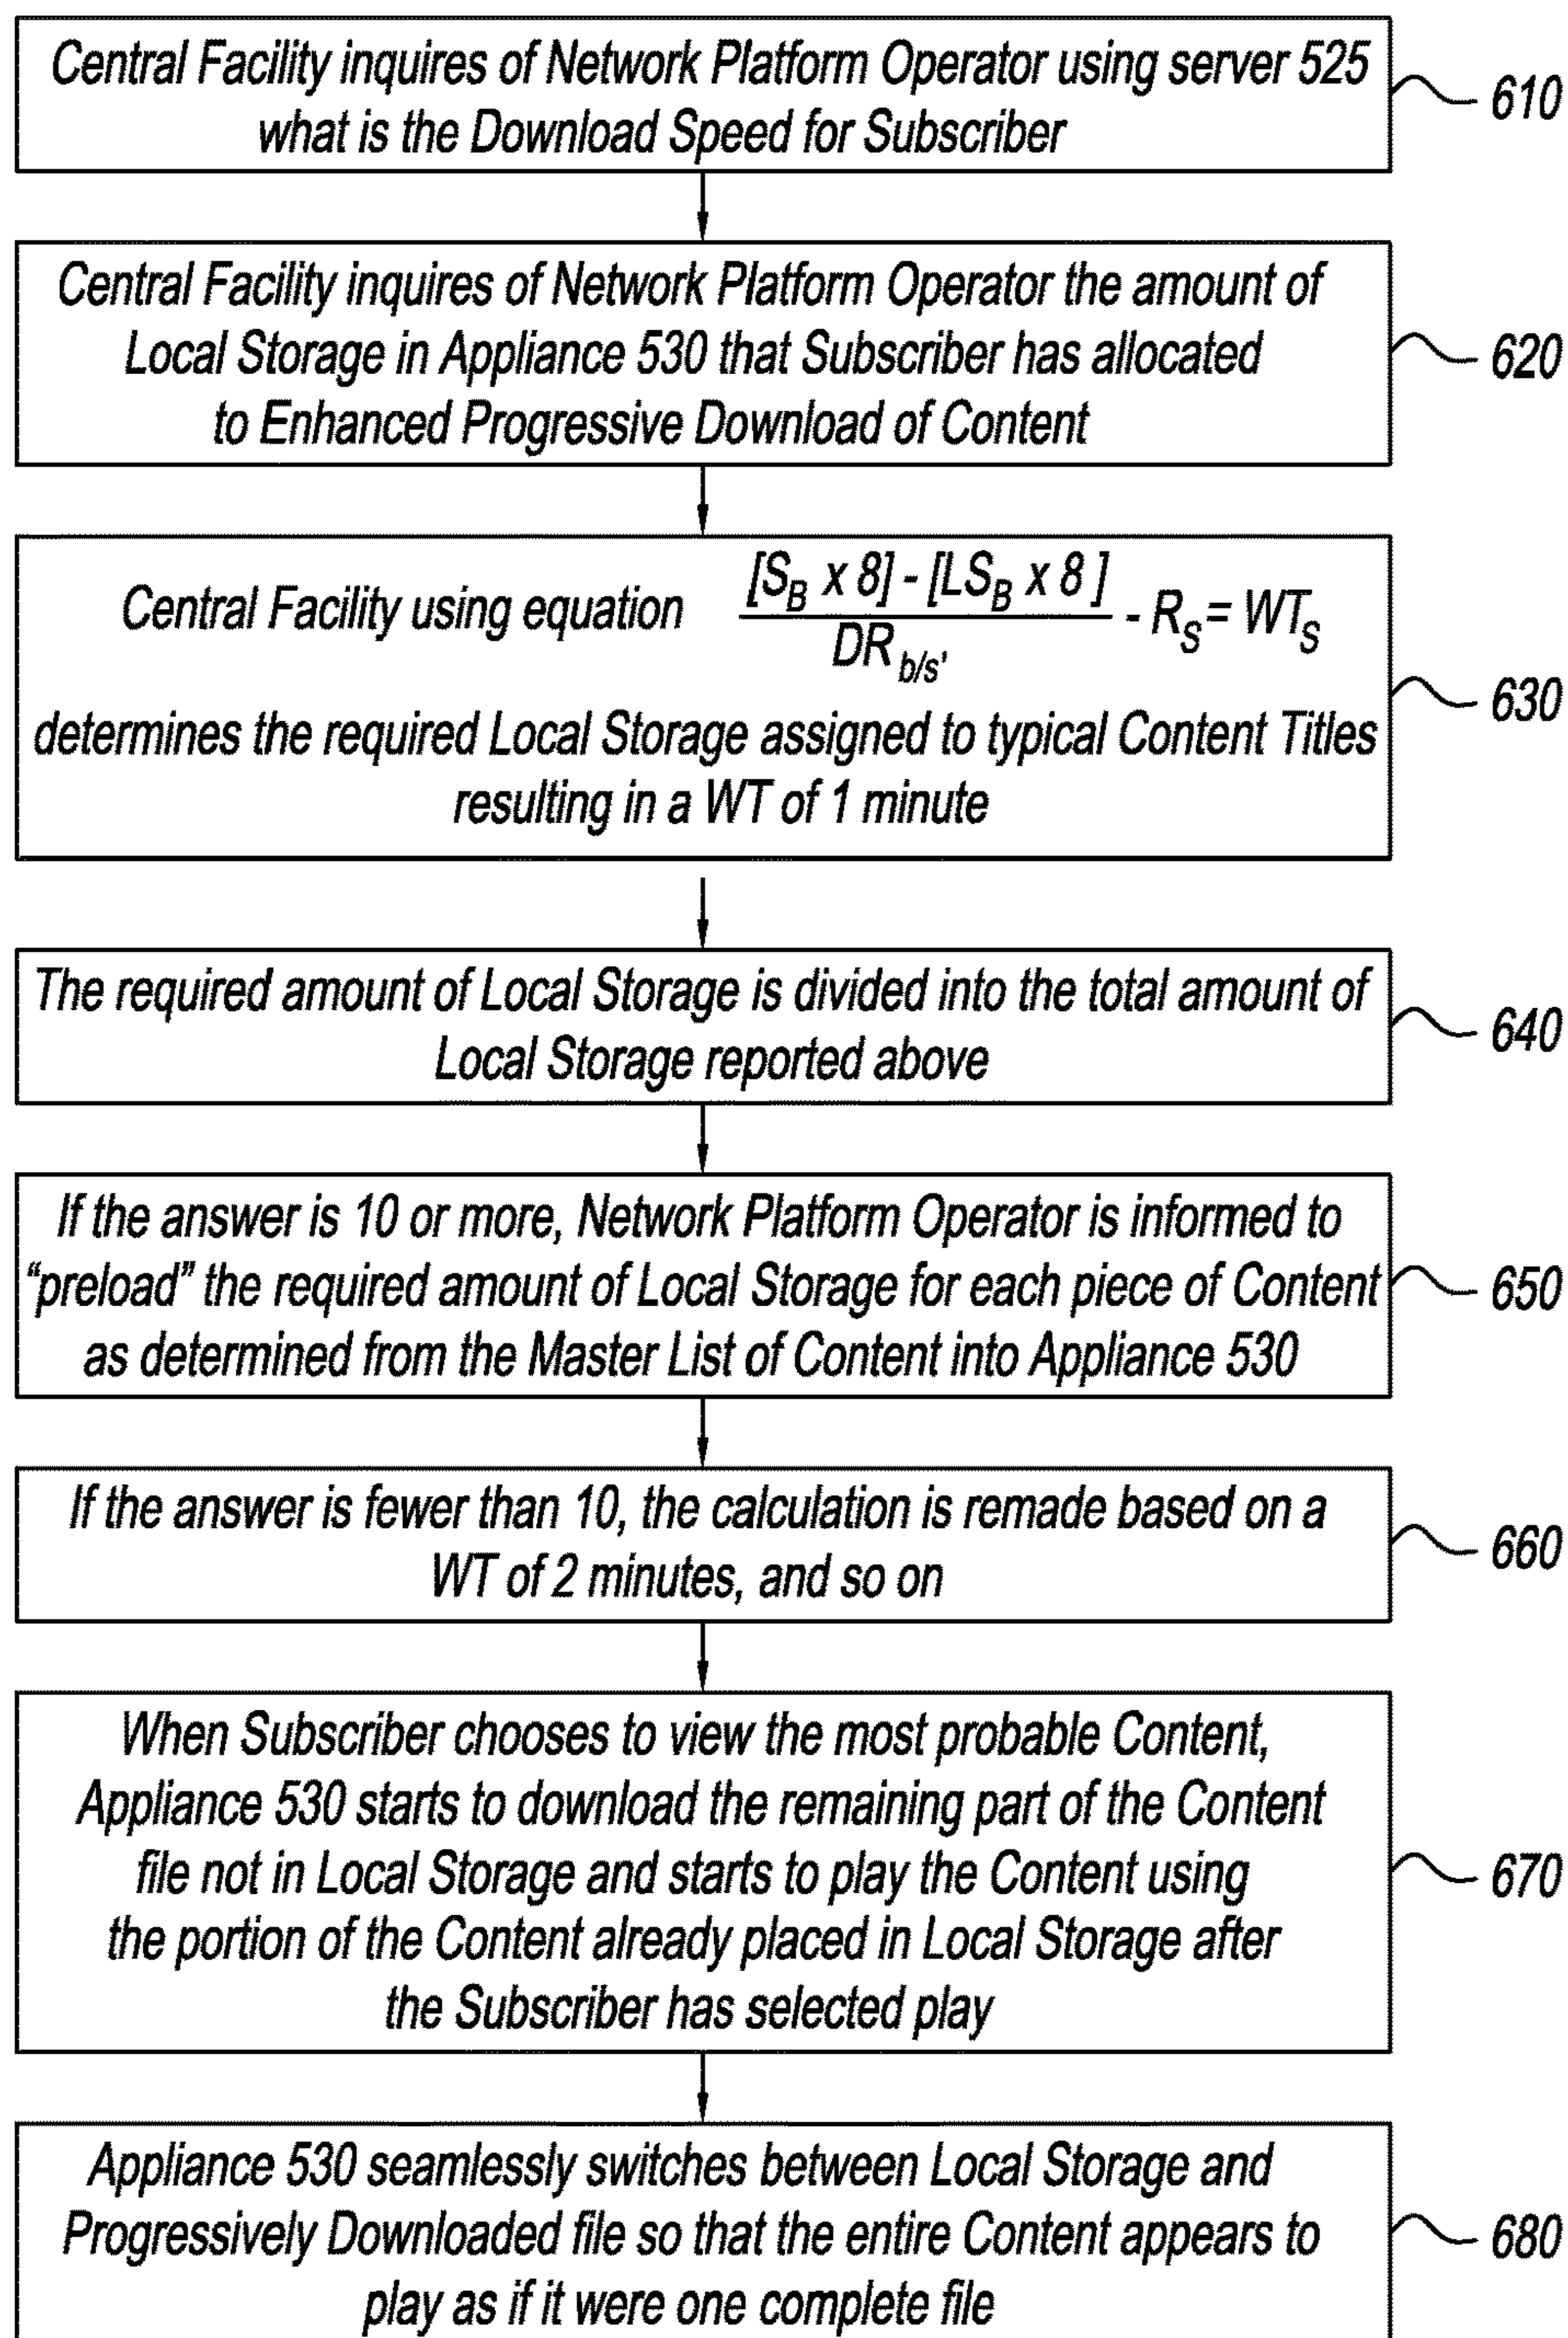 Central Facility inquires of Network Platform Operator using server 525
what is the Download Speed for Subscriber
610
Central Facility inquires of Network Platform Operator the amount of
Local Storage in Appliance 530 that Subscriber has allocated
to Enhanced Progressive Download of Content
620
Central Facility using equation [S_B x 8] - [LS_B x 8] / DR_b/s' - R_S = WT_S
determines the required Local Storage assigned to typical Content Titles
resulting in a WT of 1 minute
630
The required amount of Local Storage is divided into the total amount of
Local Storage reported above
640
If the answer is 10 or more, Network Platform Operator is informed to
“preload” the required amount of Local Storage for each piece of Content
as determined from the Master List of Content into Appliance 530
650
If the answer is fewer than 10, the calculation is remade based on a
WT of 2 minutes, and so on
660
When Subscriber chooses to view the most probable Content,
Appliance 530 starts to download the remaining part of the Content
file not in Local Storage and starts to play the Content using
the portion of the Content already placed in Local Storage after
the Subscriber has selected play
670
Appliance 530 seamlessly switches between Local Storage and
Progressively Downloaded file so that the entire Content appears to
play as if it were one complete file
680